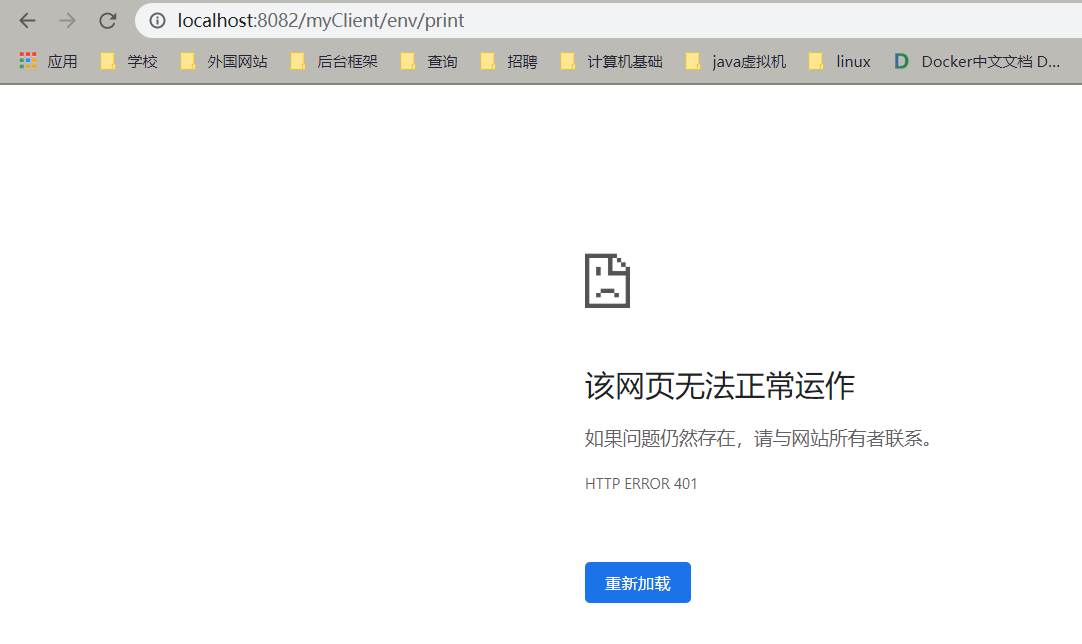 localhost:8082/myClient/env/print
应用 学校 外国网站 后台框架 查询 招聘 计算机基础 java虚拟机 linux D Docker中文文档 D...
该网页无法正常运作
如果问题仍然存在，请与网站所有者联系。
HTTP ERROR 401
重新加载